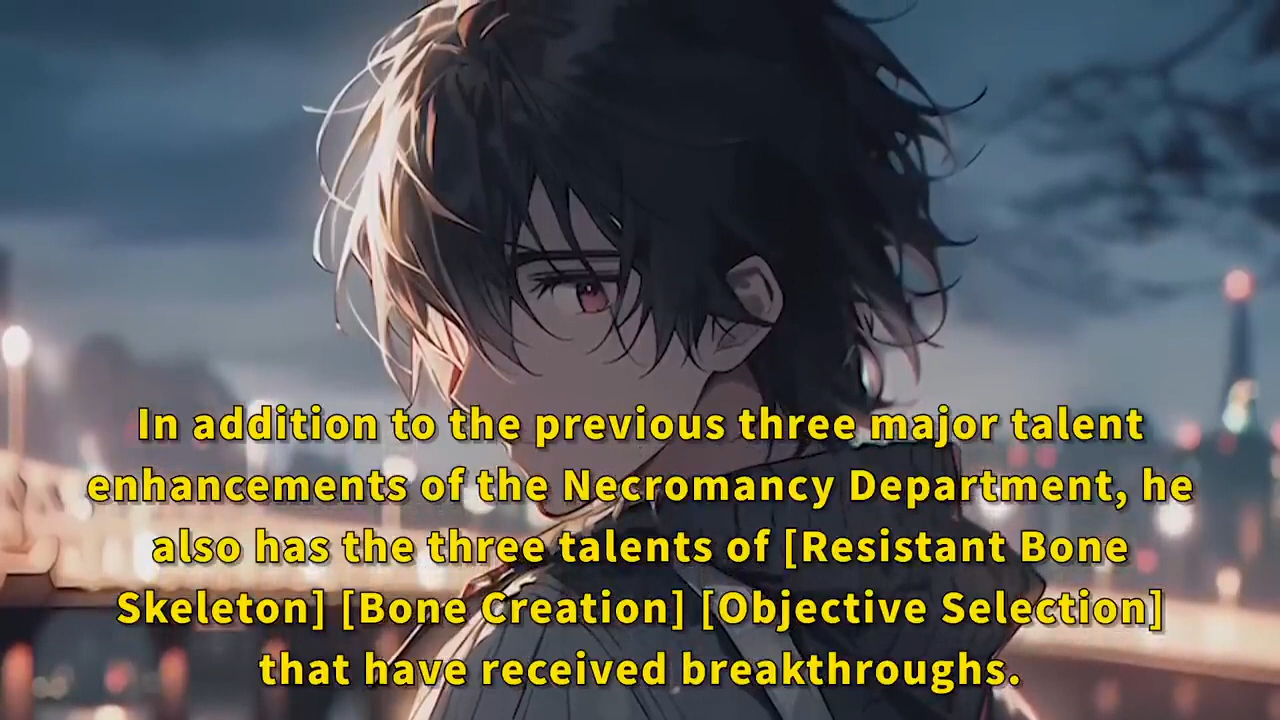 In addition to the previous three major talent
enhancements of the Necromancy Department, he
also has the three talents of [Resistant Bone
Skeleton] [Bone Creation] [Objective Selection]
that have received breakthroughs.